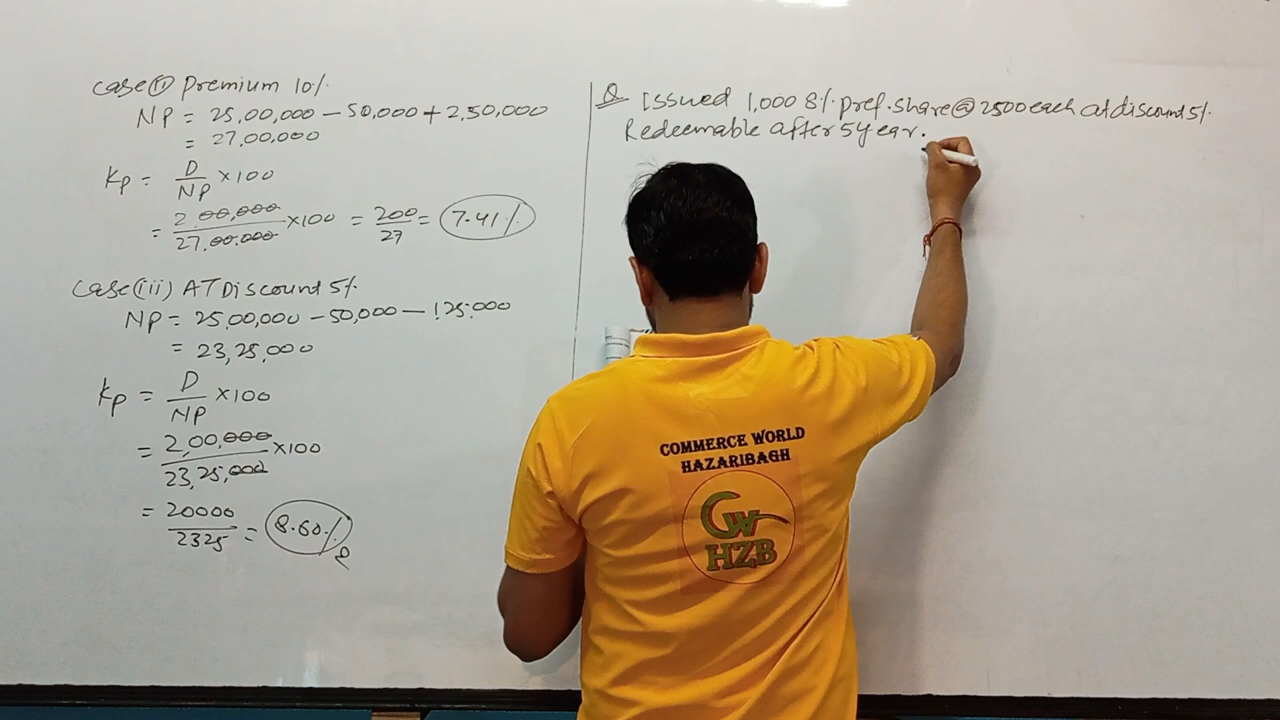 Case(i) Premium 10%
NP = 25,00,000 – 50,000 + 2,50,000
= 27,00,000
Kp = D/NP ×100
= 2,00,000/27,00,000 ×100 = 200/27 = 7.41%
Case(iii) AT Discount 5%
NP = 25,00,000 – 50,000 – 1,25,000
= 23,25,000
Kp = D/NP ×100
= 2,00,000/23,25,000 ×100
= 20000/2325 = 8.60%
Q Issued 1,000 8% pref. share @ 2500 each at discount 5%.
Redeemable after 5 year.
COMMERCE WORLD
HAZARIBAGH
CW
HZB